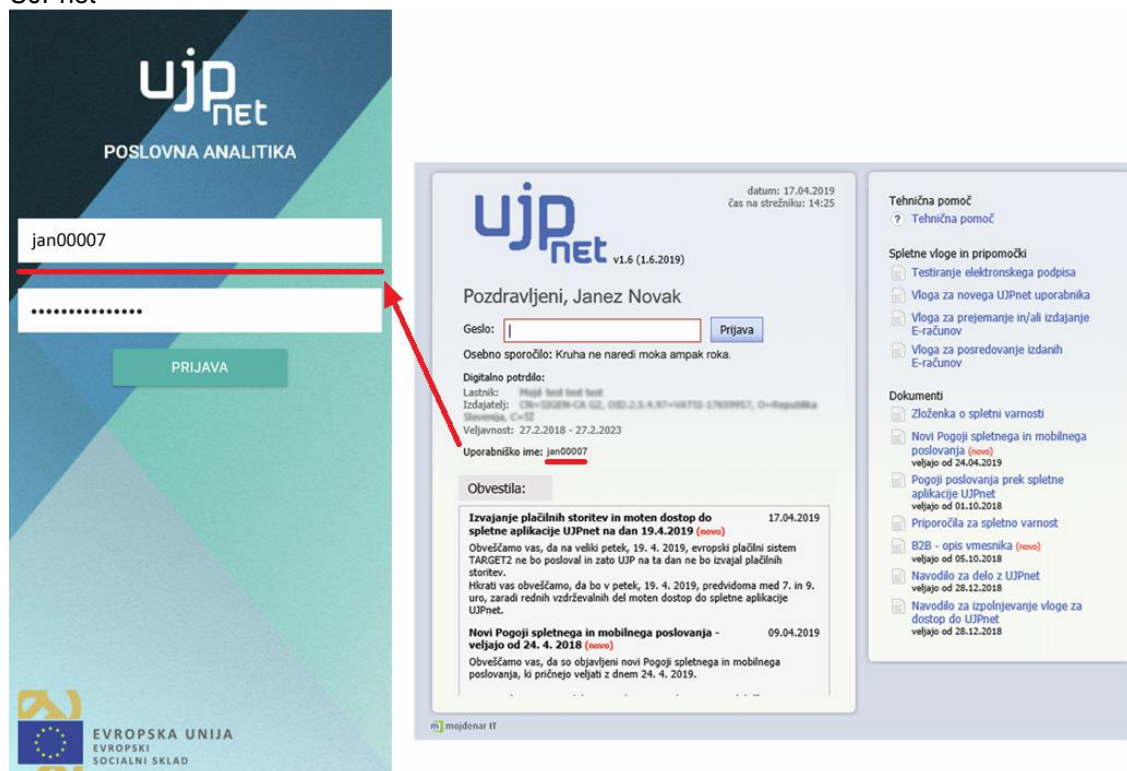 ujp
net
POSLOVNA ANALITIKA
jan00007
PRIJAVA
EVROPSKA UNIJA
EVROPSKI
SOCIALNI SKLAD
datum: 17.04.2019
čas na strežniku: 14:25
ujp
net v1.6 (1.6.2019)
Pozdravljeni, Janez Novak
Geslo: Prijava
Osebno sporočilo: Kruha ne naredi moka ampak roka.
Digitalno potrdilo:
Lastnik:
Izdajatelj:
Veljavnost: 27.2.2018 - 27.2.2023
Uporabniško ime: jan00007
Obvestila:
Izvajanje plačilnih storitev in moten dostop do 17.04.2019
spletne aplikacije UJPnet na dan 19.4.2019 (novo)
Obveščamo vas, da na veliki petek, 19. 4. 2019, evropski plačilni sistem
TARGET2 ne bo posloval in zato UJP na ta dan ne bo izvajal plačilnih
storitev.
Hkrati vas obveščamo, da bo v petek, 19. 4. 2019, predvidoma med 7. in 9.
uro, zaradi rednih vzdrževalnih del moten dostop do spletne aplikacije
UJPnet.
Novi Pogoji spletnega in mobilnega poslovanja - 09.04.2019
veljajo od 24. 4. 2018 (novo)
Obveščamo vas, da so objavljeni novi Pogoji spletnega in mobilnega
poslovanja, ki pričnejo veljati z dnem 24. 4. 2019.
Tehnična pomoč
? Tehnična pomoč
Spletne vloge in pripomočki
Testiranje elektronskega podpisa
Vloga za novega UJPnet uporabnika
Vloga za prejemanje in/ali izdajanje
E-računov
Vloga za posredovanje izdanih
E-računov
Dokumenti
Zloženka o spletni varnosti
Novi Pogoji spletnega in mobilnega
poslovanja (novo)
veljajo od 24.04.2019
Pogoji poslovanja prek spletne
aplikacije UJPnet
veljajo od 01.10.2018
Priporočila za spletno varnost
B2B - opis vmesnika (novo)
veljajo od 05.10.2018
Navodilo za delo z UJPnet
veljajo od 28.12.2018
Navodilo za izpolnjevanje vloge za
dostop do UJPnet
veljajo od 28.12.2018
mojdenar IT